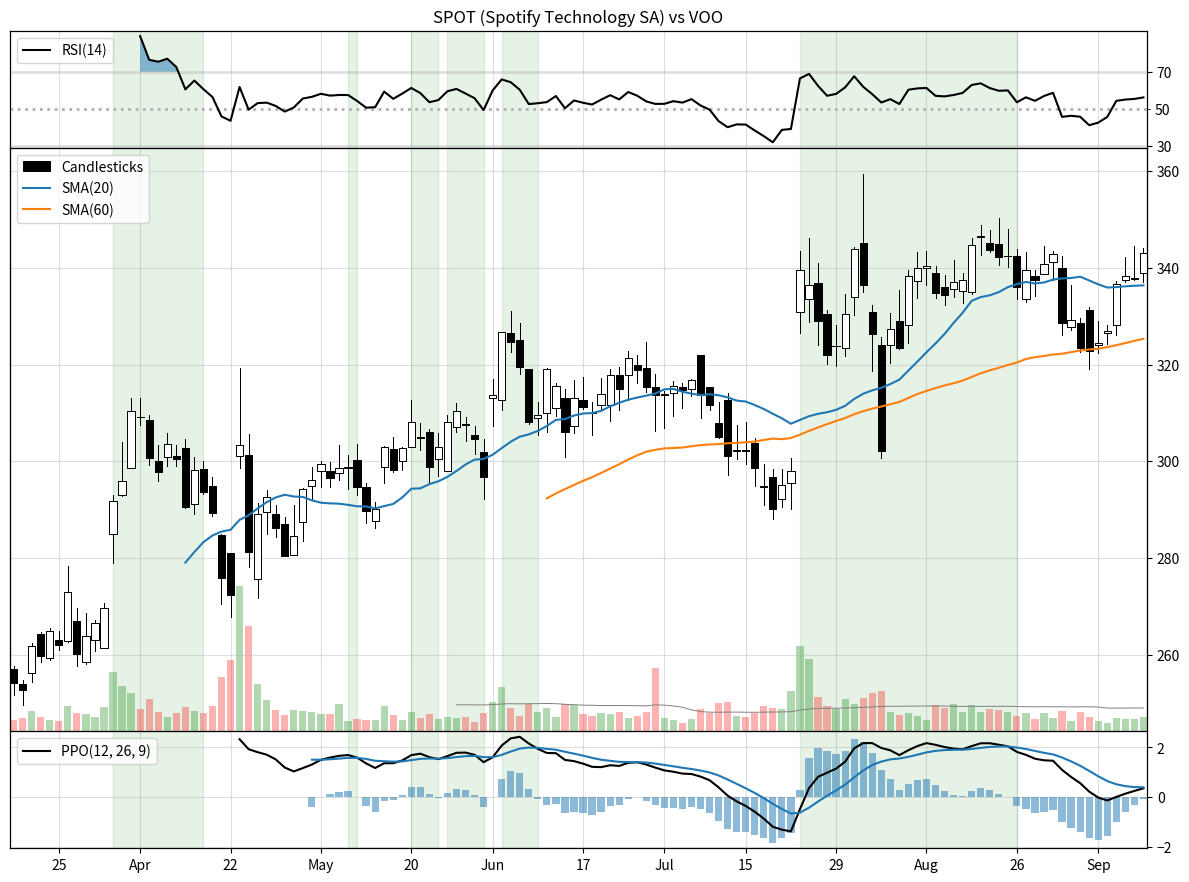 SPOT (Spotify Technology SA) vs VOO
RSI(14)
70
50
30
Candlesticks
SMA(20)
SMA(60)
360
340
320
300
280
260
PPO(12, 26, 9)
2
0
−2
25 Apr 22 May 20 Jun 17 Jul 15 29 Aug 26 Sep